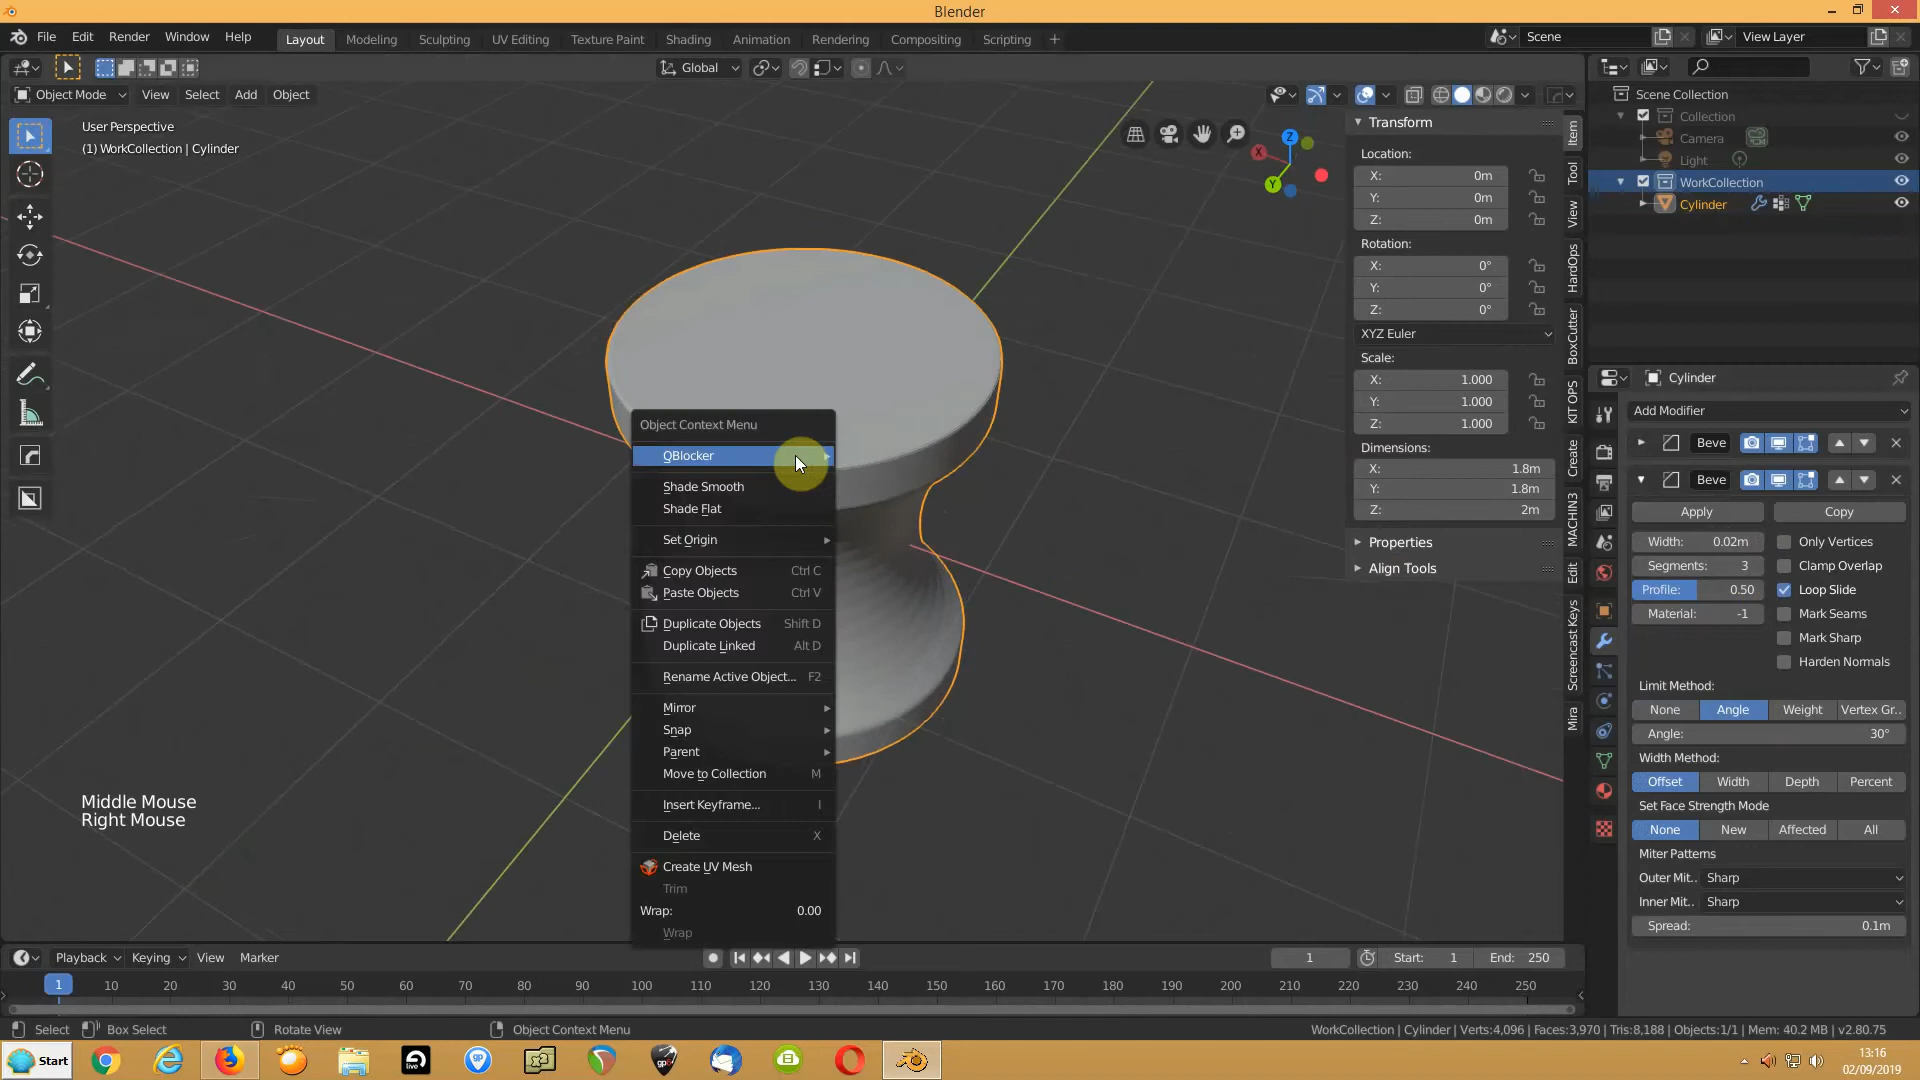 Blender
File Edit Render Window Help
Layout Modeling Sculpting UV Editing Texture Paint Shading Animation Rendering Compositing Scripting
Scene
View Layer
Global
Object Mode View Select Add Object
User Perspective
(1) WorkCollection | Cylinder
X
Y
Z
Transform
Location:
X: 0m
Y: 0m
Z: 0m
Rotation:
X: 0°
Y: 0°
Z: 0°
XYZ Euler
Scale:
X: 1.000
Y: 1.000
Z: 1.000
Dimensions:
X: 1.8m
Y: 1.8m
Z: 2m
Properties
Align Tools
Item
Tool
View
HardOps
BoxCutter
KIT OPS
Create
MACHIN3
Edit
Screencast Keys
Mira
Scene Collection
Collection
Camera
Light
WorkCollection
Cylinder
Cylinder
Add Modifier
Beve
Beve
Apply Copy
Width: 0.02m Only Vertices
Segments: 3 Clamp Overlap
Profile: 0.50 Loop Slide
Material: -1 Mark Seams
Mark Sharp
Harden Normals
Limit Method:
None Angle Weight Vertex Gr..
Angle: 30°
Width Method:
Offset Width Depth Percent
Set Face Strength Mode
None New Affected All
Miter Patterns
Outer Mit.. Sharp
Inner Mit.. Sharp
Spread: 0.1m
Object Context Menu
QBlocker
Shade Smooth
Shade Flat
Set Origin
Copy Objects Ctrl C
Paste Objects Ctrl V
Duplicate Objects Shift D
Duplicate Linked Alt D
Rename Active Object... F2
Mirror
Snap
Parent
Move to Collection M
Insert Keyframe... I
Delete X
Create UV Mesh
Trim
Wrap: 0.00
Wrap
Middle Mouse
Right Mouse
Playback Keying View Marker
1 Start: 1 End: 250
1 10 20 30 40 50 60 70 80 90 100 110 120 130 140 150 160 170 180 190 200 210 220 230 240 250
Select Box Select Rotate View Object Context Menu
WorkCollection | Cylinder | Verts:4,096 | Faces:3,970 | Tris:8,188 | Objects:1/1 | Mem: 40.2 MB | v2.80.75
Start
live
gp
13:16
02/09/2019